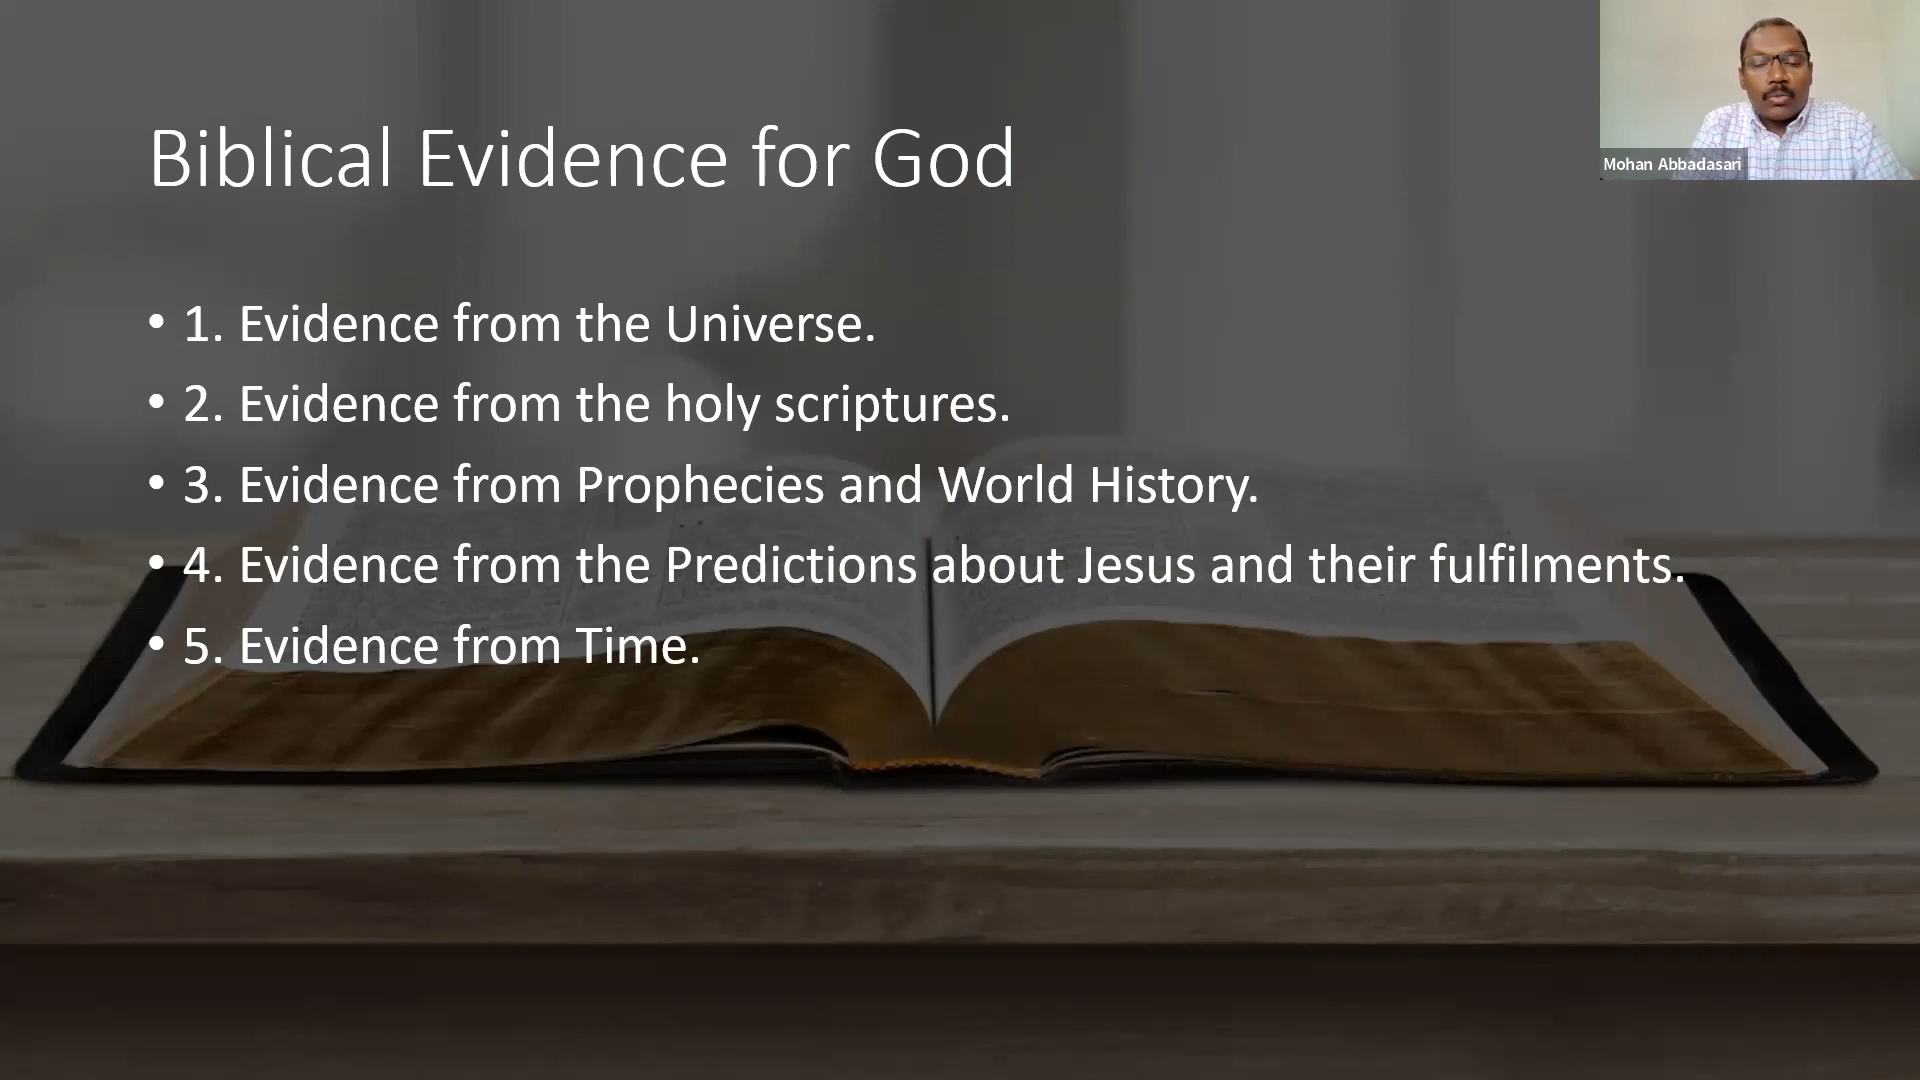 Biblical Evidence for God
Mohan Abbadasari
• 1. Evidence from the Universe.
• 2. Evidence from the holy scriptures.
• 3. Evidence from Prophecies and World History.
• 4. Evidence from the Predictions about Jesus and their fulfilments.
• 5. Evidence from Time.